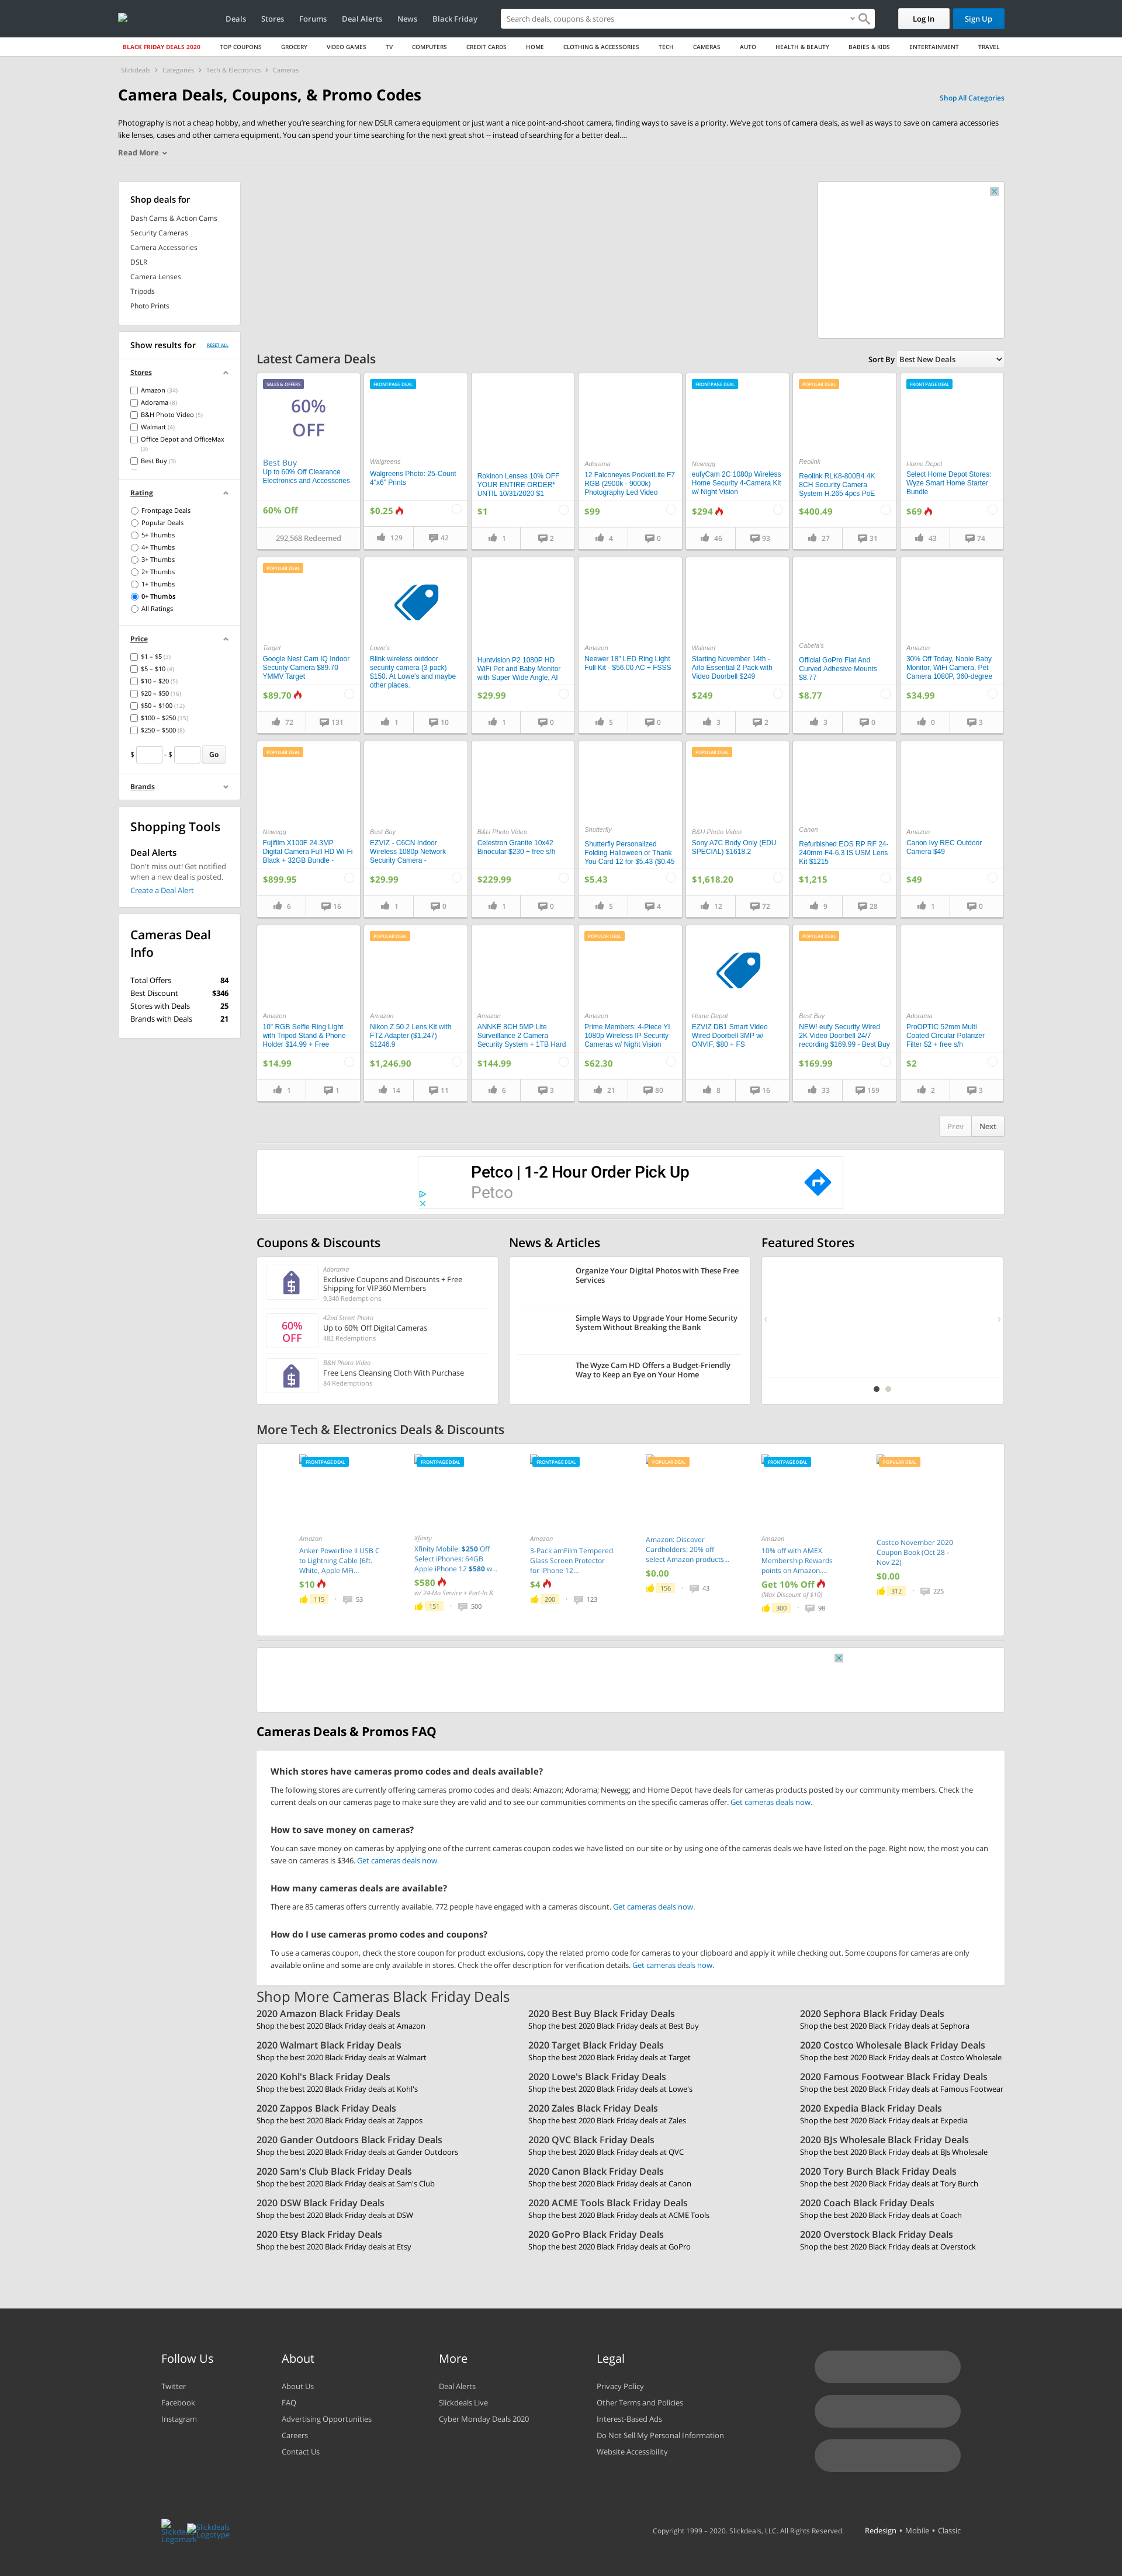 Deals Stores Forums Deal Alerts News Black Friday
Search deals, coupons & stores
Log In
Sign Up
BLACK FRIDAY DEALS 2020 TOP COUPONS GROCERY VIDEO GAMES TV COMPUTERS CREDIT CARDS HOME CLOTHING & ACCESSORIES TECH CAMERAS AUTO HEALTH & BEAUTY BABIES & KIDS ENTERTAINMENT TRAVEL
Slickdeals > Categories > Tech & Electronics > Cameras
Camera Deals, Coupons, & Promo Codes
Shop All Categories
Photography is not a cheap hobby, and whether you're searching for new DSLR camera equipment or just want a nice point-and-shoot camera, finding ways to save is a priority. We've got tons of camera deals, as well as ways to save on camera accessories
like lenses, cases and other camera equipment. You can spend your time searching for the next great shot -- instead of searching for a better deal....
Read More
Shop deals for
Dash Cams & Action Cams
Security Cameras
Camera Accessories
DSLR
Camera Lenses
Tripods
Photo Prints
Show results for
RESET ALL
Stores
Amazon (34)
Adorama (8)
B&H Photo Video (5)
Walmart (4)
Office Depot and OfficeMax
(3)
Best Buy (3)
Rating
Frontpage Deals
Popular Deals
5+ Thumbs
4+ Thumbs
3+ Thumbs
2+ Thumbs
1+ Thumbs
0+ Thumbs
All Ratings
Price
$1 – $5 (3)
$5 – $10 (4)
$10 – $20 (5)
$20 – $50 (16)
$50 – $100 (12)
$100 – $250 (15)
$250 – $500 (8)
$ - $ Go
Brands
Shopping Tools
Deal Alerts
Don't miss out! Get notified
when a new deal is posted.
Create a Deal Alert
Cameras Deal
Info
Total Offers 84
Best Discount $346
Stores with Deals 25
Brands with Deals 21
Latest Camera Deals
Sort By Best New Deals
SALES & OFFERS
60%
OFF
Best Buy
Up to 60% Off Clearance
Electronics and Accessories
60% Off
292,568 Redeemed
FRONTPAGE DEAL
Walgreens
Walgreens Photo: 25-Count
4"x6" Prints
$0.25
129 42
Rokinon Lenses 10% OFF
YOUR ENTIRE ORDER*
UNTIL 10/31/2020 $1
$1
1 2
Adorama
12 Falconeyes PocketLite F7
RGB (2900k - 9000k)
Photography Led Video
$99
4 0
FRONTPAGE DEAL
Newegg
eufyCam 2C 1080p Wireless
Home Security 4-Camera Kit
w/ Night Vision
$294
46 93
POPULAR DEAL
Reolink
Reolink RLK8-800B4 4K
8CH Security Camera
System H.265 4pcs PoE
$400.49
27 31
FRONTPAGE DEAL
Home Depot
Select Home Depot Stores:
Wyze Smart Home Starter
Bundle
$69
43 74
POPULAR DEAL
Target
Google Nest Cam IQ Indoor
Security Camera $89.70
YMMV Target
$89.70
72 131
Lowe's
Blink wireless outdoor
security camera (3 pack)
$150. At Lowe's and maybe
other places.
1 10
Huntvision P2 1080P HD
WiFi Pet and Baby Monitor
with Super Wide Angle, AI
$29.99
1 0
Amazon
Neewer 18" LED Ring Light
Full Kit - $56.00 AC + FSSS
5 0
Walmart
Starting November 14th -
Arlo Essential 2 Pack with
Video Doorbell $249
$249
3 2
Cabela's
Official GoPro Flat And
Curved Adhesive Mounts
$8.77
$8.77
3 0
Amazon
30% Off Today, Nooie Baby
Monitor, WiFi Camera, Pet
Camera 1080P, 360-degree
$34.99
0 3
POPULAR DEAL
Newegg
Fujifilm X100F 24.3MP
Digital Camera Full HD Wi-Fi
Black + 32GB Bundle -
$899.95
6 16
Best Buy
EZVIZ - C6CN Indoor
Wireless 1080p Network
Security Camera -
$29.99
1 0
B&H Photo Video
Celestron Granite 10x42
Binocular $230 + free s/h
$229.99
1 0
Shutterfly
Shutterfly Personalized
Folding Halloween or Thank
You Card 12 for $5.43 ($0.45
$5.43
5 4
POPULAR DEAL
B&H Photo Video
Sony A7C Body Only (EDU
SPECIAL) $1618.2
$1,618.20
12 72
Canon
Refurbished EOS RP RF 24-
240mm F4-6.3 IS USM Lens
Kit $1215
$1,215
9 28
Amazon
Canon Ivy REC Outdoor
Camera $49
$49
1 0
Amazon
10" RGB Selfie Ring Light
with Tripod Stand & Phone
Holder $14.99 + Free
$14.99
1 1
POPULAR DEAL
Amazon
Nikon Z 50 2 Lens Kit with
FTZ Adapter ($1,247)
$1246.9
$1,246.90
14 11
Amazon
ANNKE 8CH 5MP Lite
Surveillance 2 Camera
Security System + 1TB Hard
$144.99
6 3
POPULAR DEAL
Amazon
Prime Members: 4-Piece YI
1080p Wireless IP Security
Cameras w/ Night Vision
$62.30
21 80
Home Depot
EZVIZ DB1 Smart Video
Wired Doorbell 3MP w/
ONVIF, $80 + FS
8 16
POPULAR DEAL
Best Buy
NEW! eufy Security Wired
2K Video Doorbell 24/7
recording $169.99 - Best Buy
$169.99
33 159
Adorama
ProOPTIC 52mm Multi
Coated Circular Polarizer
Filter $2 + free s/h
$2
2 3
Prev Next
Petco | 1-2 Hour Order Pick Up
Petco
Coupons & Discounts
Adorama
Exclusive Coupons and Discounts + Free
Shipping for VIP360 Members
9,340 Redemptions
60%
OFF
42nd Street Photo
Up to 60% Off Digital Cameras
482 Redemptions
B&H Photo Video
Free Lens Cleansing Cloth With Purchase
84 Redemptions
News & Articles
Organize Your Digital Photos with These Free
Services
Simple Ways to Upgrade Your Home Security
System Without Breaking the Bank
The Wyze Cam HD Offers a Budget-Friendly
Way to Keep an Eye on Your Home
Featured Stores
More Tech & Electronics Deals & Discounts
FRONTPAGE DEAL
Amazon
Anker Powerline II USB C
to Lightning Cable [6ft.
White, Apple MFi...
$10
115 53
FRONTPAGE DEAL
Xfinity
Xfinity Mobile: $250 Off
Select iPhones: 64GB
Apple iPhone 12 $580 w...
$580
w/ 24-Mo Service + Port-In &
151 500
FRONTPAGE DEAL
Amazon
3-Pack amFilm Tempered
Glass Screen Protector
for iPhone 12...
$4
200 123
POPULAR DEAL
Amazon: Discover
Cardholders: 20% off
select Amazon products...
$0.00
156 43
FRONTPAGE DEAL
Amazon
10% off with AMEX
Membership Rewards
points on Amazon....
Get 10% Off
(Max Discount of $10)
300 98
POPULAR DEAL
Costco November 2020
Coupon Book (Oct 28 -
Nov 22)
$0.00
312 225
Cameras Deals & Promos FAQ
Which stores have cameras promo codes and deals available?
The following stores are currently offering cameras promo codes and deals: Amazon; Adorama; Newegg; and Home Depot have deals for cameras products posted by our community members. Check the
current deals on our cameras page to make sure they are valid and to see our communities comments on the specific cameras offer. Get cameras deals now.
How to save money on cameras?
You can save money on cameras by applying one of the current cameras coupon codes we have listed on our site or by using one of the cameras deals we have listed on the page. Right now, the most you can
save on cameras is $346. Get cameras deals now.
How many cameras deals are available?
There are 85 cameras offers currently available. 772 people have engaged with a cameras discount. Get cameras deals now.
How do I use cameras promo codes and coupons?
To use a cameras coupon, check the store coupon for product exclusions, copy the related promo code for cameras to your clipboard and apply it while checking out. Some coupons for cameras are only
available online and some are only available in stores. Check the offer description for verification details. Get cameras deals now.
Shop More Cameras Black Friday Deals
2020 Amazon Black Friday Deals
Shop the best 2020 Black Friday deals at Amazon
2020 Best Buy Black Friday Deals
Shop the best 2020 Black Friday deals at Best Buy
2020 Sephora Black Friday Deals
Shop the best 2020 Black Friday deals at Sephora
2020 Walmart Black Friday Deals
Shop the best 2020 Black Friday deals at Walmart
2020 Target Black Friday Deals
Shop the best 2020 Black Friday deals at Target
2020 Costco Wholesale Black Friday Deals
Shop the best 2020 Black Friday deals at Costco Wholesale
2020 Kohl's Black Friday Deals
Shop the best 2020 Black Friday deals at Kohl's
2020 Lowe's Black Friday Deals
Shop the best 2020 Black Friday deals at Lowe's
2020 Famous Footwear Black Friday Deals
Shop the best 2020 Black Friday deals at Famous Footwear
2020 Zappos Black Friday Deals
Shop the best 2020 Black Friday deals at Zappos
2020 Zales Black Friday Deals
Shop the best 2020 Black Friday deals at Zales
2020 Expedia Black Friday Deals
Shop the best 2020 Black Friday deals at Expedia
2020 Gander Outdoors Black Friday Deals
Shop the best 2020 Black Friday deals at Gander Outdoors
2020 QVC Black Friday Deals
Shop the best 2020 Black Friday deals at QVC
2020 BJs Wholesale Black Friday Deals
Shop the best 2020 Black Friday deals at BJs Wholesale
2020 Sam's Club Black Friday Deals
Shop the best 2020 Black Friday deals at Sam's Club
2020 Canon Black Friday Deals
Shop the best 2020 Black Friday deals at Canon
2020 Tory Burch Black Friday Deals
Shop the best 2020 Black Friday deals at Tory Burch
2020 DSW Black Friday Deals
Shop the best 2020 Black Friday deals at DSW
2020 ACME Tools Black Friday Deals
Shop the best 2020 Black Friday deals at ACME Tools
2020 Coach Black Friday Deals
Shop the best 2020 Black Friday deals at Coach
2020 Etsy Black Friday Deals
Shop the best 2020 Black Friday deals at Etsy
2020 GoPro Black Friday Deals
Shop the best 2020 Black Friday deals at GoPro
2020 Overstock Black Friday Deals
Shop the best 2020 Black Friday deals at Overstock
Follow Us
Twitter
Facebook
Instagram
About
About Us
FAQ
Advertising Opportunities
Careers
Contact Us
More
Deal Alerts
Slickdeals Live
Cyber Monday Deals 2020
Legal
Privacy Policy
Other Terms and Policies
Interest-Based Ads
Do Not Sell My Personal Information
Website Accessibility
Slickdeals
Logomark
Slickdeals
Logotype
Copyright 1999 – 2020. Slickdeals, LLC. All Rights Reserved.
Redesign • Mobile • Classic